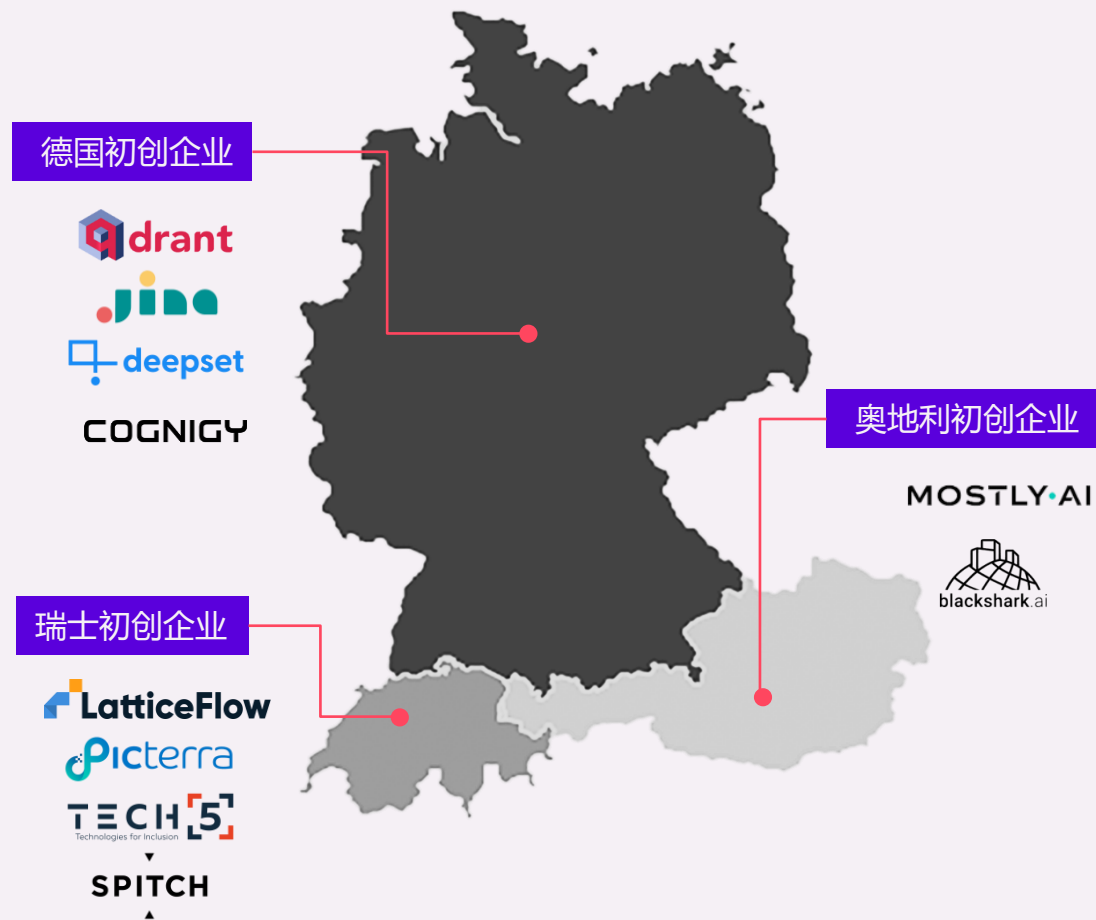 德国初创企业
qdrant
Jina
deepset
COGNIGY
奥地利初创企业
MOSTLY·AI
blackshark.ai
瑞士初创企业
LatticeFlow
Picterra
TECH5
Technologies for Inclusion
SPITCH